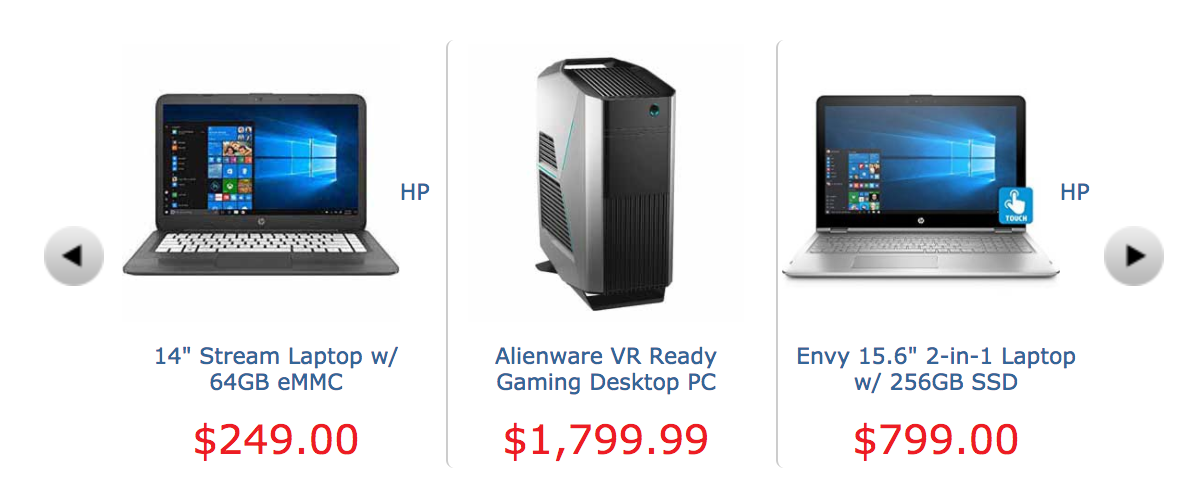 HP
14" Stream Laptop w/
64GB eMMC
$249.00
Alienware VR Ready
Gaming Desktop PC
$1,799.99
TOUCH
HP
Envy 15.6" 2-in-1 Laptop
w/ 256GB SSD
$799.00